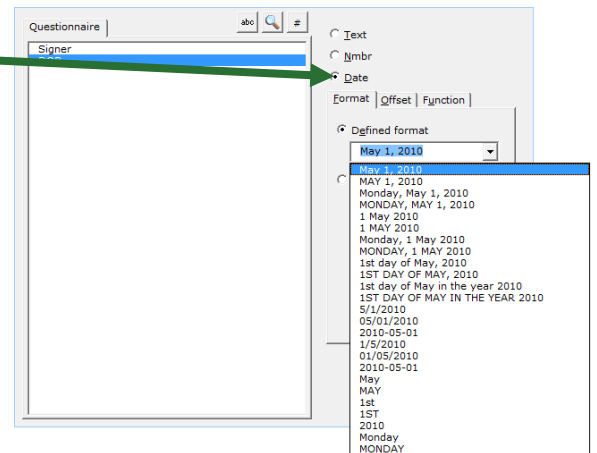 Questionnaire
abc #
Signer
Text
Nmbr
Date
Format Offset Function
Defined format
May 1, 2010
May 1, 2010
MAY 1, 2010
Monday, May 1, 2010
MONDAY, MAY 1, 2010
1 May 2010
1 MAY 2010
Monday, 1 May 2010
MONDAY, 1 MAY 2010
1st day of May, 2010
1ST DAY OF MAY, 2010
1st day of May in the year 2010
1ST DAY OF MAY IN THE YEAR 2010
5/1/2010
05/01/2010
2010-05-01
1/5/2010
01/05/2010
2010-05-01
May
MAY
1st
1ST
2010
Monday
MONDAY